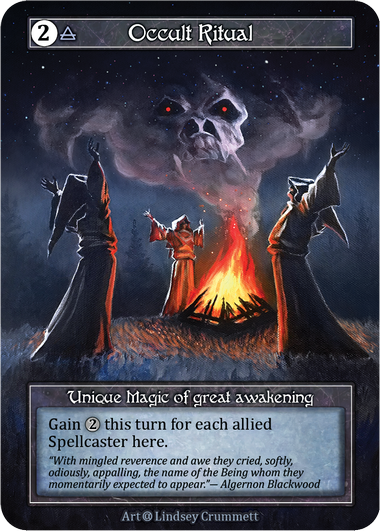 2 Occult Ritual
Unique Magic of great awakening
Gain ② this turn for each allied
Spellcaster here.
“With mingled reverence and awe they cried, softly,
odiously, appalling, the name of the Being whom they
momentarily expected to appear.”— Algernon Blackwood
Art @ Lindsey Crummett